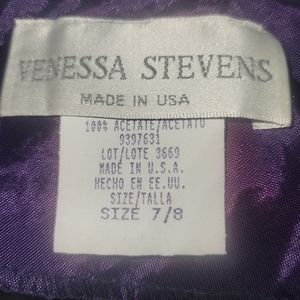 VENESSA STEVENS
MADE IN USA
100% ACETATE/ACETATO
9397631
LOT/LOTE 3669
MADE IN U.S.A.
HECHO EN EE.UU.
SIZE/TALLA
SIZE 7/8